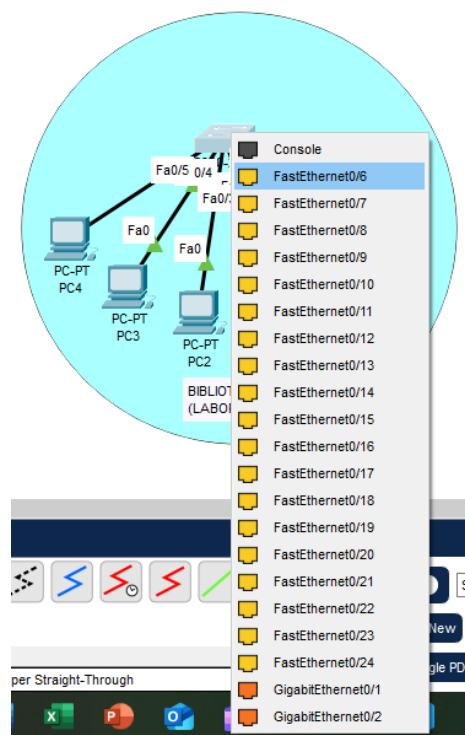 Console
FastEthernet0/6
FastEthernet0/7
FastEthernet0/8
FastEthernet0/9
FastEthernet0/10
FastEthernet0/11
FastEthernet0/12
FastEthernet0/13
FastEthernet0/14
FastEthernet0/15
FastEthernet0/16
FastEthernet0/17
FastEthernet0/18
FastEthernet0/19
FastEthernet0/20
FastEthernet0/21
FastEthernet0/22
FastEthernet0/23
FastEthernet0/24
GigabitEthernet0/1
GigabitEthernet0/2
Fa0/5
0/4
Fa0/
Fa0
Fa0
PC-PT
PC4
PC-PT
PC3
PC-PT
PC2
BIBLIOT
(LABO
New
gle PD
per Straight-Through